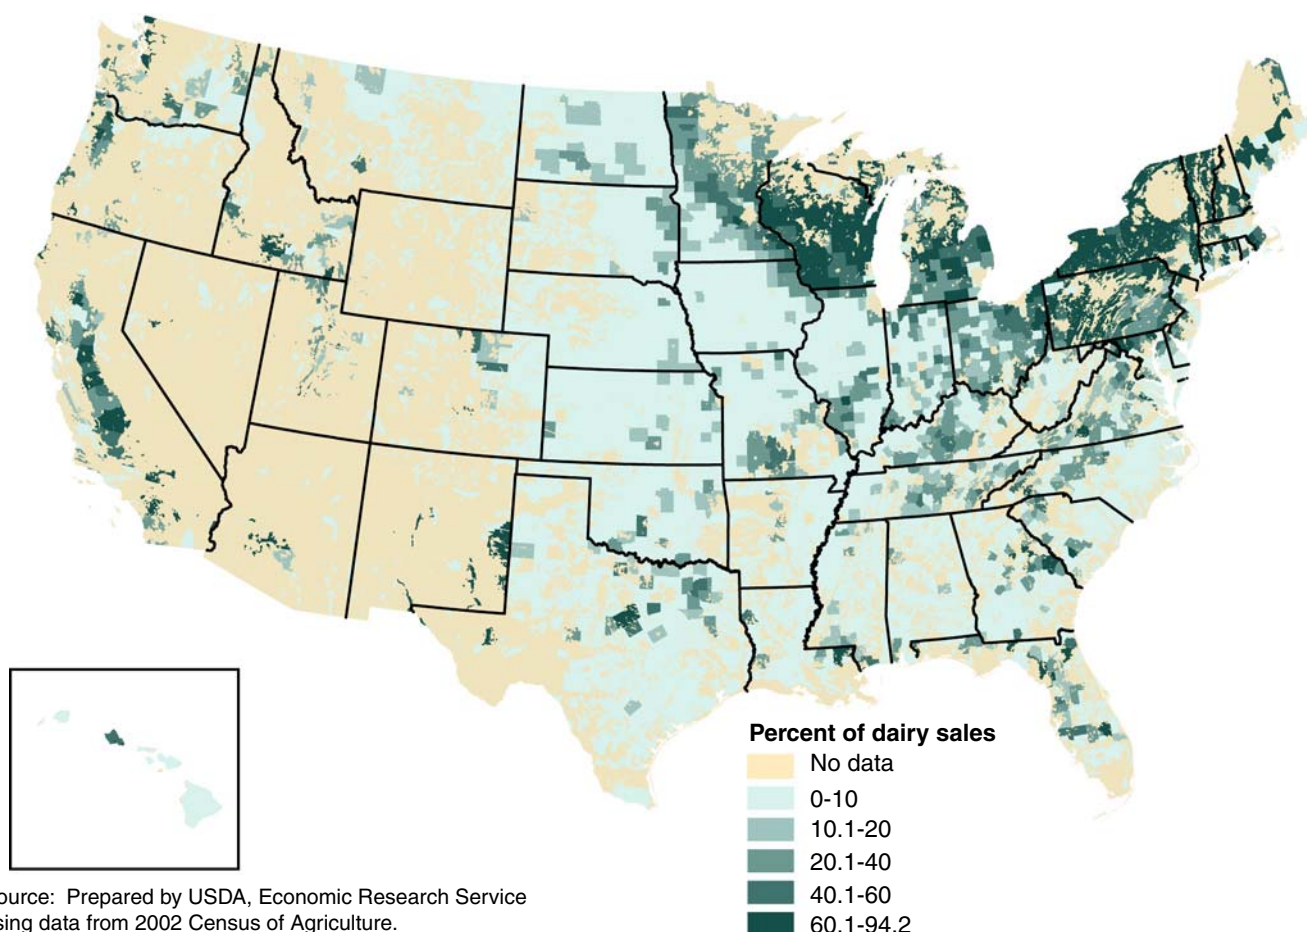 Percent of dairy sales
No data
0-10
10.1-20
20.1-40
40.1-60
60.1-94.2
ource: Prepared by USDA, Economic Research Service
sing data from 2002 Census of Agriculture.